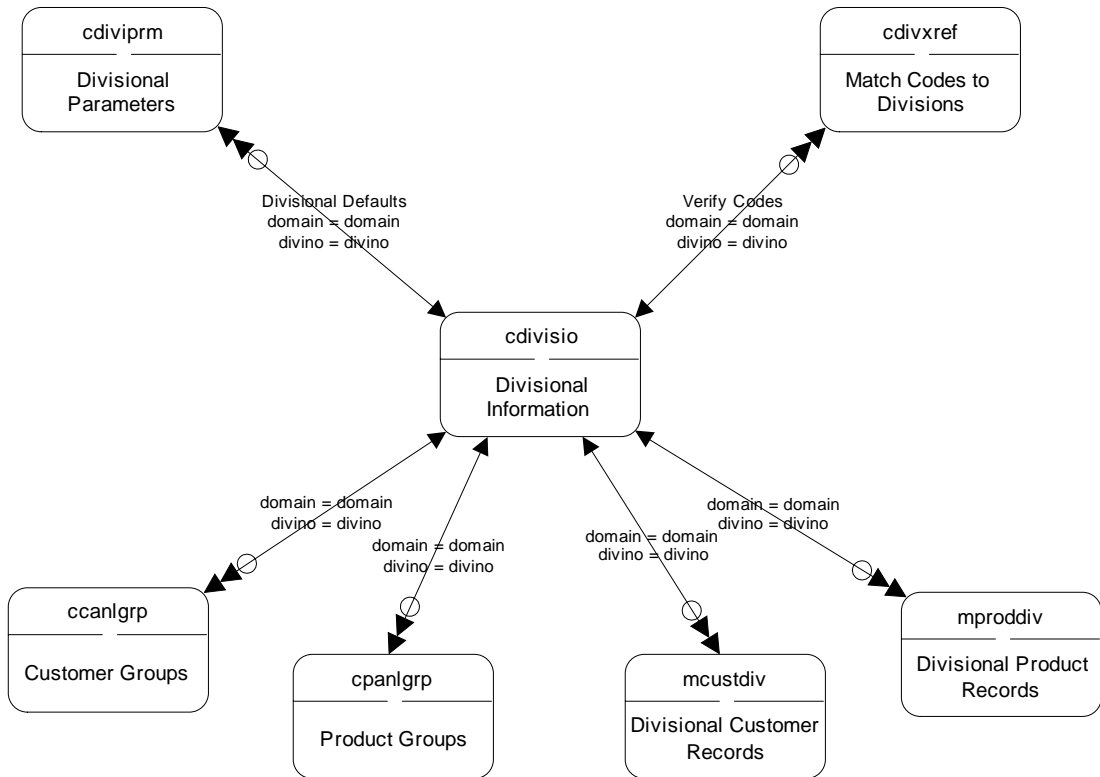 cdiviprm
Divisional
Parameters
cdivxref
Match Codes to
Divisions
Divisional Defaults
domain = domain
divino = divino
Verify Codes
domain = domain
divino = divino
cdivisio
Divisional
Information
domain = domain
divino = divino
domain = domain
divino = divino
domain = domain
divino = divino
domain = domain
divino = divino
ccanlgrp
Customer Groups
cpanlgrp
Product Groups
mcustdiv
Divisional Customer
Records
mproddiv
Divisional Product
Records